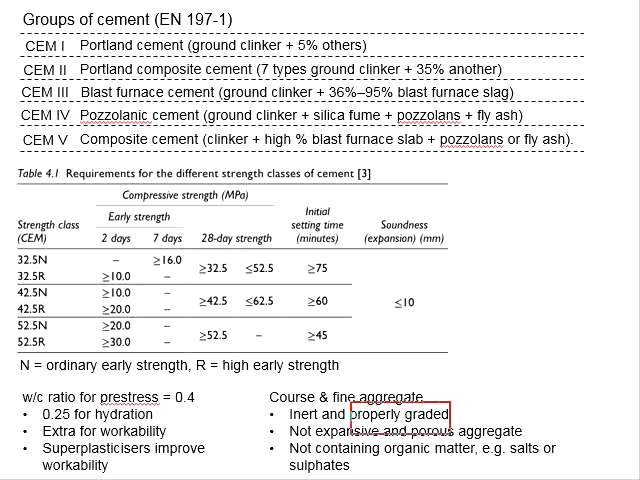 Groups of cement (EN 197-1)
CEM I Portland cement (ground clinker + 5% others)
CEM II Portland composite cement (7 types ground clinker + 35% another)
CEM III Blast furnace cement (ground clinker + 36%–95% blast furnace slag)
CEM IV Pozzolanic cement (ground clinker + silica fume + pozzolans + fly ash)
CEM V Composite cement (clinker + high % blast furnace slab + pozzolans or fly ash).
Table 4.1 Requirements for the different strength classes of cement [3]
Compressive strength (MPa)
Strength class (CEM) Early strength 28-day strength Initial setting time (minutes) Soundness (expansion) (mm)
2 days 7 days
32.5N – ≥16.0 ≥32.5 ≤52.5 ≥75
32.5R ≥10.0 –
42.5N ≥10.0 – ≥42.5 ≤62.5 ≥60 ≤10
42.5R ≥20.0 –
52.5N ≥20.0 – ≥52.5 – ≥45
52.5R ≥30.0 –
N = ordinary early strength, R = high early strength
w/c ratio for prestress = 0.4
• 0.25 for hydration
• Extra for workability
• Superplasticisers improve
workability
Course & fine aggregate
• Inert and properly graded
• Not expansive and porous aggregate
• Not containing organic matter, e.g. salts or
sulphates